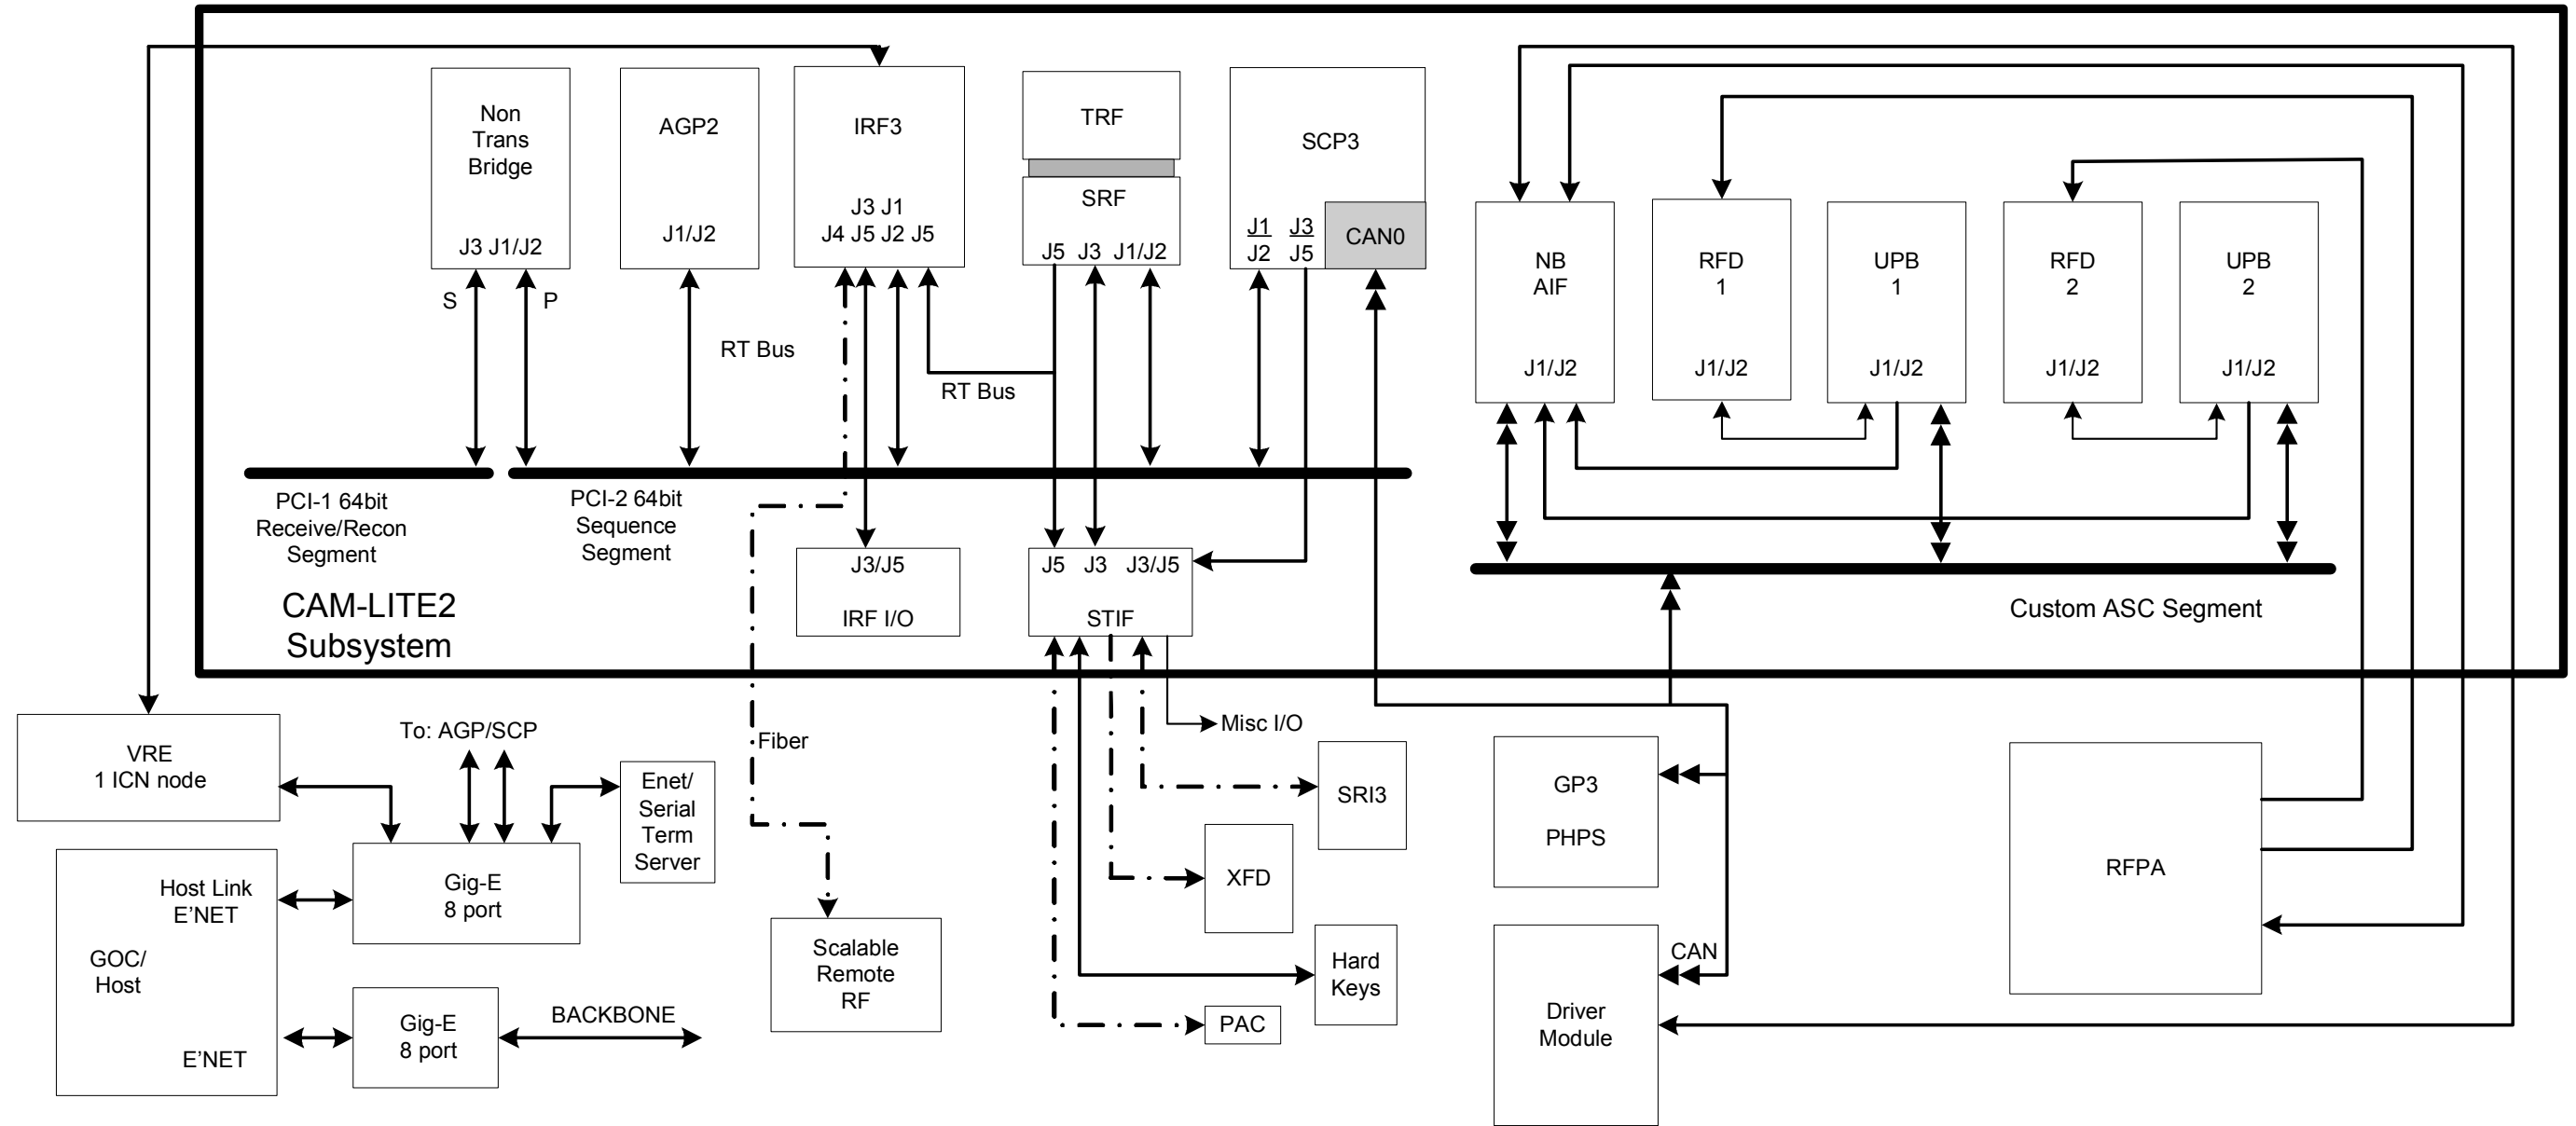 Non
Trans
Bridge
J3 J1/J2
AGP2
J1/J2
IRF3
J3 J1
J4 J5 J2 J5
TRF
SRF
J5 J3 J1/J2
SCP3
J1 J3
J2 J5
CAN0
NB
AIF
J1/J2
RFD
1
J1/J2
UPB
1
J1/J2
RFD
2
J1/J2
UPB
2
J1/J2
S
P
RT Bus
RT Bus
PCI-1 64bit
Receive/Recon
Segment
PCI-2 64bit
Sequence
Segment
CAM-LITE2
Subsystem
J3/J5
IRF I/O
J5 J3 J3/J5
STIF
Custom ASC Segment
VRE
1 ICN node
To: AGP/SCP
Enet/
Serial
Term
Server
Fiber
Misc I/O
SRI3
XFD
Hard
Keys
PAC
GP3
PHPS
CAN
Driver
Module
RFPA
Host Link
E'NET
GOC/
Host
E'NET
Gig-E
8 port
Gig-E
8 port
BACKBONE
Scalable
Remote
RF